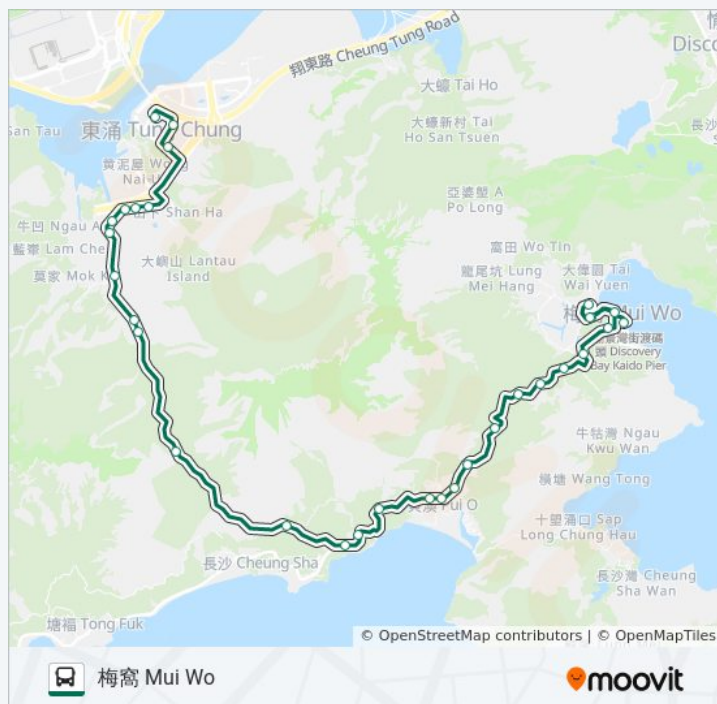 翔東路 Cheung Tung Road
Disco
大蠔 Tai Ho
東涌 Tung Chung
San Tau
大蠔新村 Tai
Ho San Tsuen
黃泥屋 Wong
Nai
亞婆塱 A
Po Long
Shan Ha
牛凹 Ngau A
藍輋 Lam Che
莫家 Mok K
大嶼山 Lantau
Island
窩田 Wo Tin
龍尾坑 Lung
Mei Hang
大偉園 Tai
Wai Yuen
梅窩 Mui Wo
景灣街渡碼
頭 Discovery
Bay Kaido Pier
牛牯灣 Ngau
Kwu Wan
橫塘 Wang Tong
Pui O
十塱涌口 Sap
Long Chung Hau
長沙 Cheung Sha
長沙灣 Cheung
Sha Wan
塘福 Tong Fuk
© OpenStreetMap contributors | © OpenMapTiles
梅窩 Mui Wo
moovit